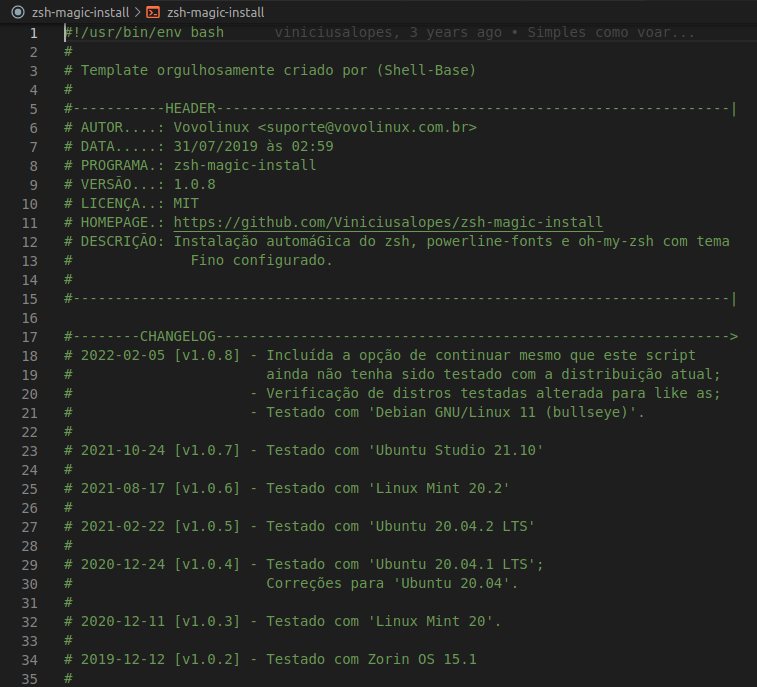 zsh-magic-install > zsh-magic-install
1 #!/usr/bin/env bash viniciusalopes, 3 years ago • Simples como voar...
2 #
3 # Template orgulhosamente criado por (Shell-Base)
4 #
5 #-----------HEADER-------------------------------------------------------------|
6 # AUTOR....: Vovolinux <suporte@vovolinux.com.br>
7 # DATA.....: 31/07/2019 às 02:59
8 # PROGRAMA.: zsh-magic-install
9 # VERSÃO...: 1.0.8
10 # LICENÇA..: MIT
11 # HOMEPAGE.: https://github.com/Viniciusalopes/zsh-magic-install
12 # DESCRIÇÃO: Instalação automáGica do zsh, powerline-fonts e oh-my-zsh com tema
13 #              Fino configurado.
14 #
15 #------------------------------------------------------------------------------|
16
17 #--------CHANGELOG------------------------------------------------------------->
18 # 2022-02-05 [v1.0.8] - Incluída a opção de continuar mesmo que este script
19 #                       ainda não tenha sido testado com a distribuição atual;
20 #                     - Verificação de distros testadas alterada para like as;
21 #                     - Testado com 'Debian GNU/Linux 11 (bullseye)'.
22 #
23 # 2021-10-24 [v1.0.7] - Testado com 'Ubuntu Studio 21.10'
24 #
25 # 2021-08-17 [v1.0.6] - Testado com 'Linux Mint 20.2'
26 #
27 # 2021-02-22 [v1.0.5] - Testado com 'Ubuntu 20.04.2 LTS'
28 #
29 # 2020-12-24 [v1.0.4] - Testado com 'Ubuntu 20.04.1 LTS';
30 #                       Correções para 'Ubuntu 20.04'.
31 #
32 # 2020-12-11 [v1.0.3] - Testado com 'Linux Mint 20'.
33 #
34 # 2019-12-12 [v1.0.2] - Testado com Zorin OS 15.1
35 #